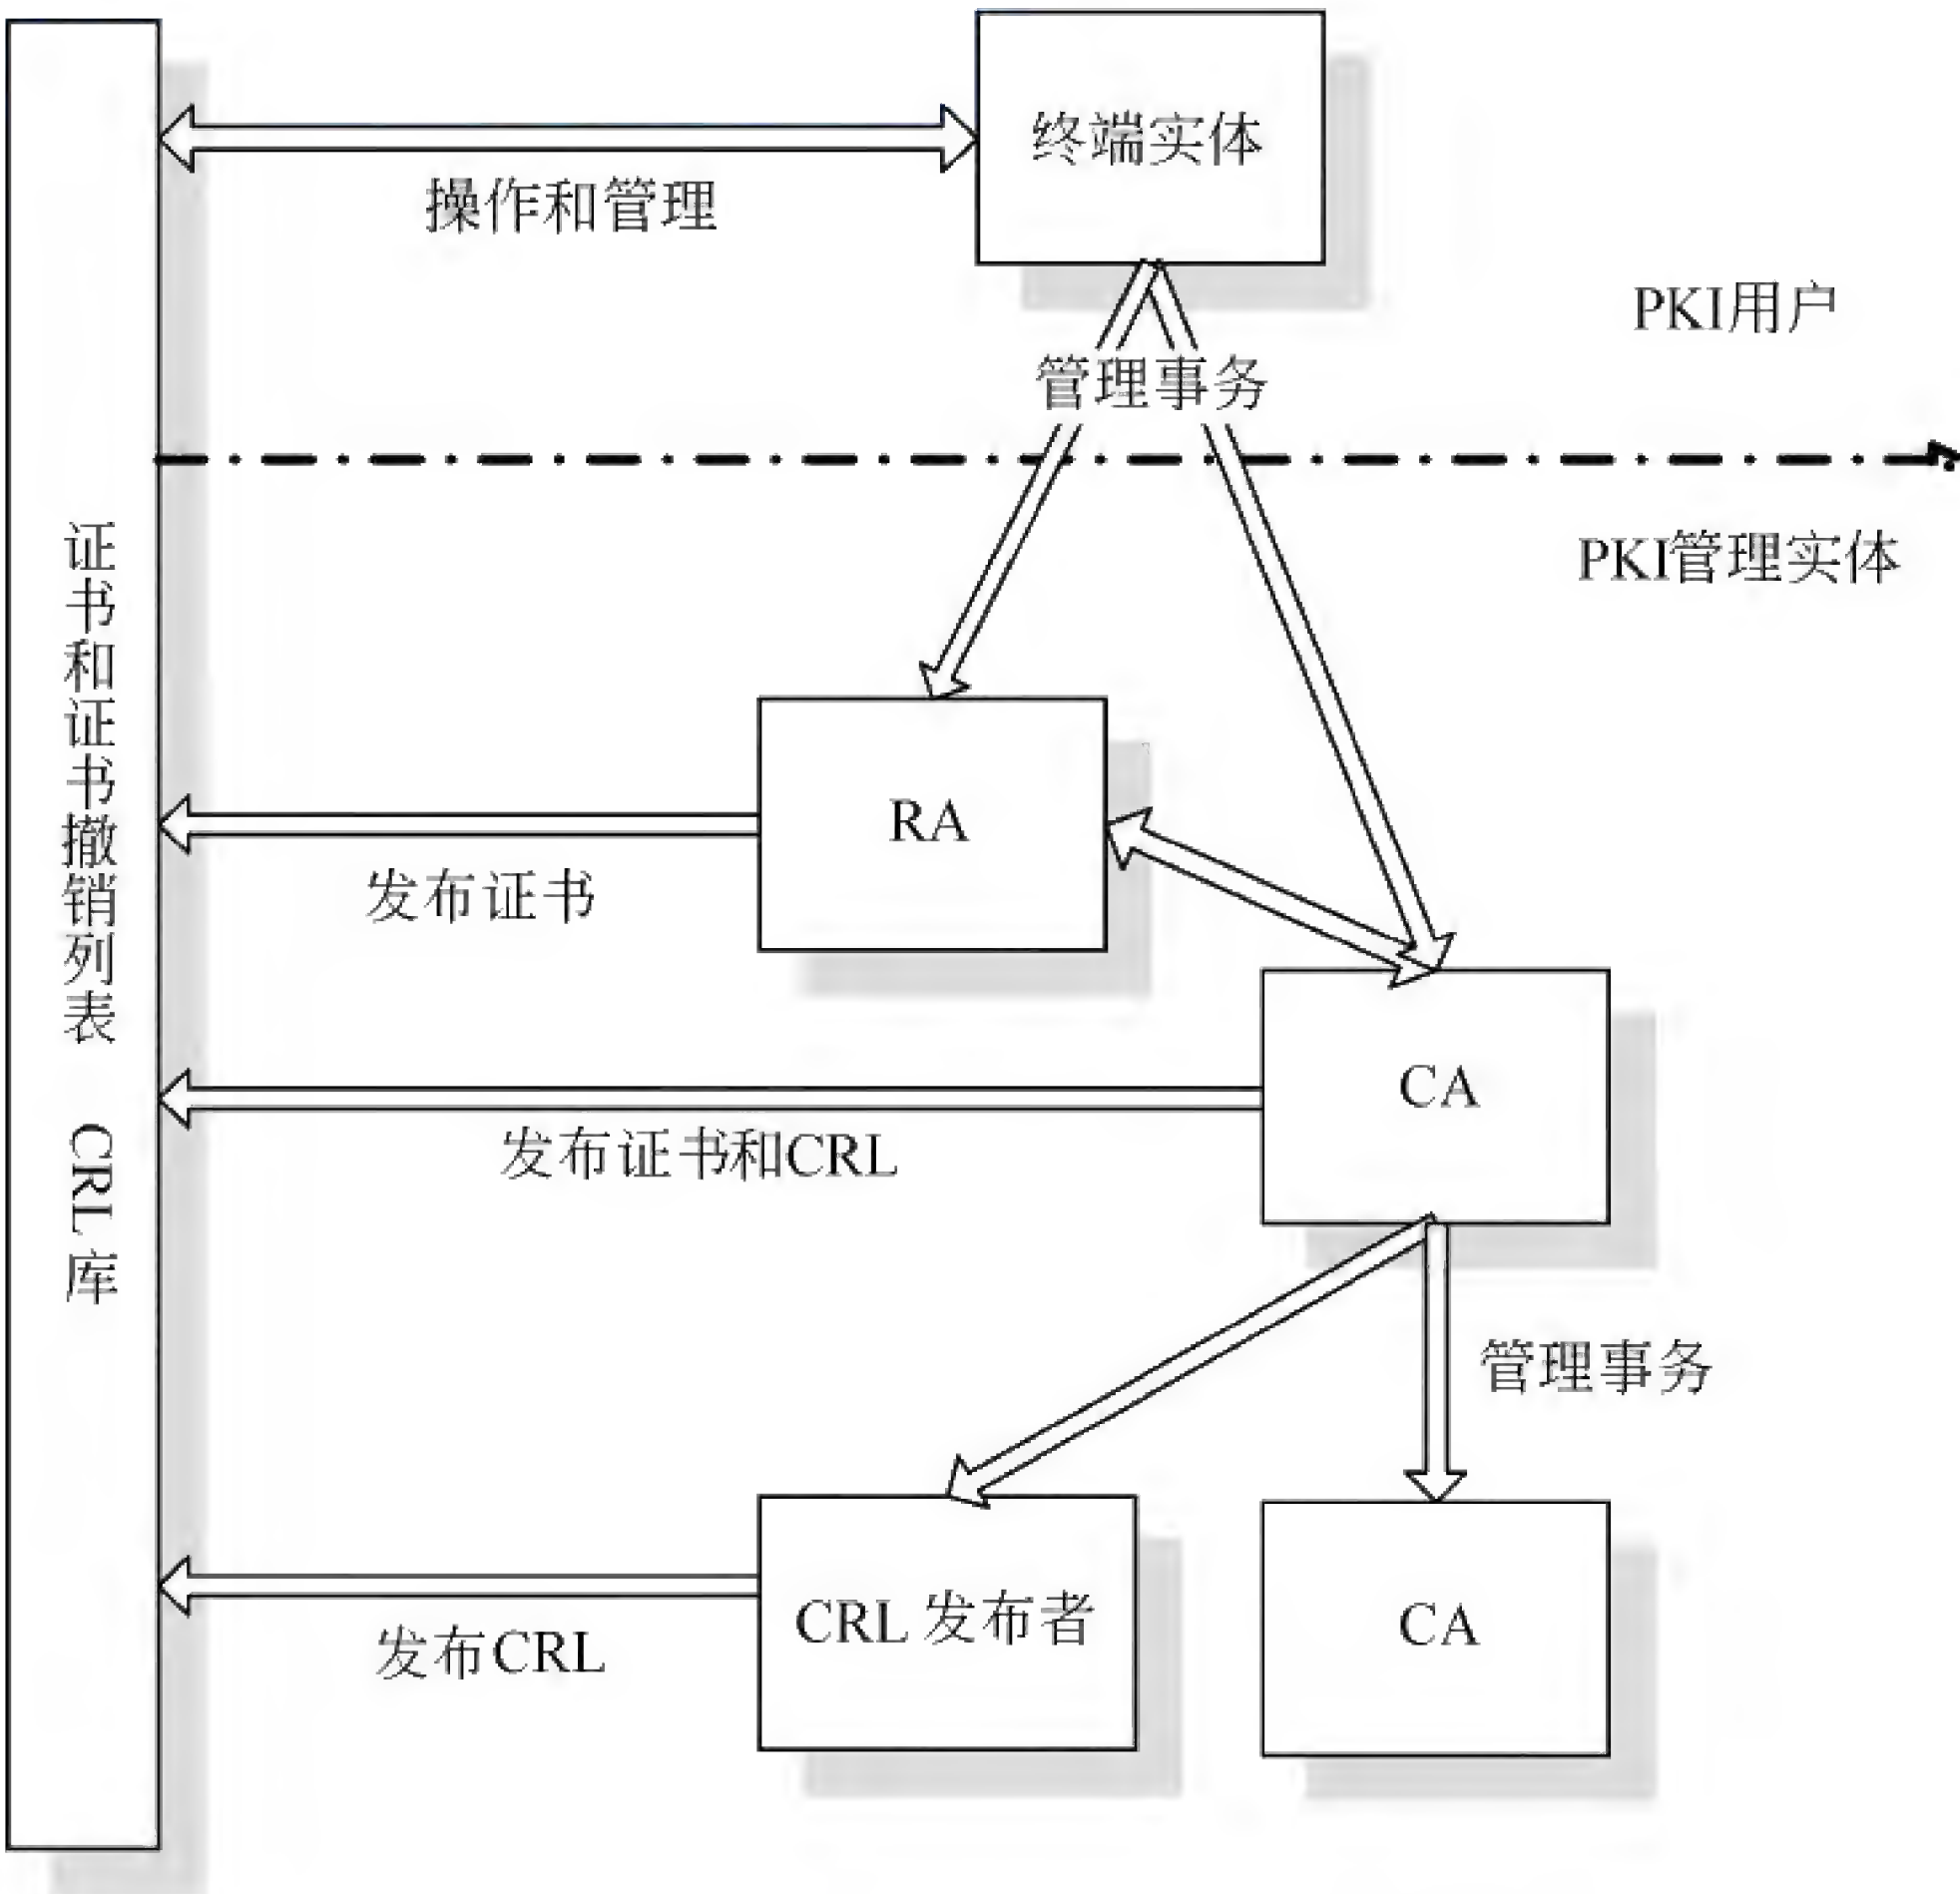 终端实体
操作和管理
PKI用户
管理事务
PKI管理实体
证书和证书撤销列表 CRL 库
RA
发布证书
CA
发布证书和CRL
管理事务
CRL 发布者
CA
发布CRL